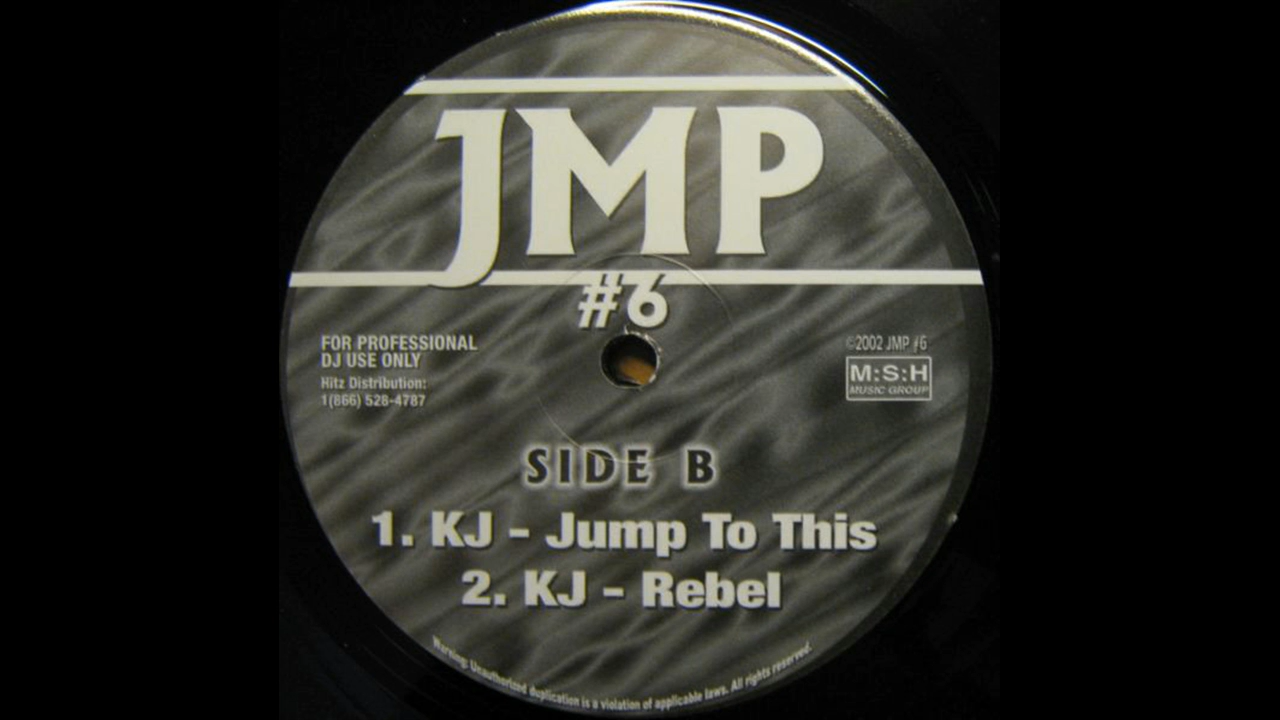 JMP
#6
FOR PROFESSIONAL
DJ USE ONLY
Hitz Distribution:
1(866) 528-4787
©2002 JMP #6
M:S:H
MUSIC GROUP
SIDE B
1. KJ - Jump To This
2. KJ - Rebel
Warning: Unauthorized duplication is a violation of applicable laws. All rights reserved.